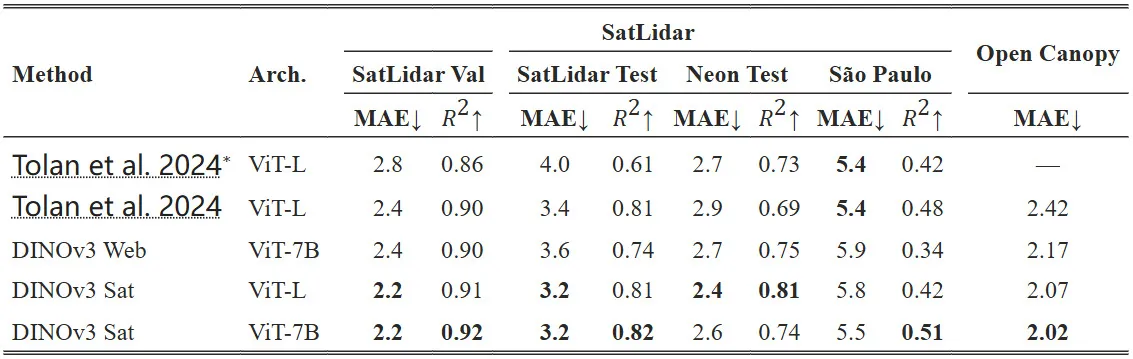 SatLidar
Method Arch. Open Canopy
SatLidar Val SatLidar Test Neon Test São Paulo
MAE↓ R²↑ MAE↓ R²↑ MAE↓ R²↑ MAE↓ R²↑ MAE↓
Tolan et al. 2024* ViT-L 2.8 0.86 4.0 0.61 2.7 0.73 5.4 0.42 —
Tolan et al. 2024 ViT-L 2.4 0.90 3.4 0.81 2.9 0.69 5.4 0.48 2.42
DINOv3 Web ViT-7B 2.4 0.90 3.6 0.74 2.7 0.75 5.9 0.34 2.17
DINOv3 Sat ViT-L 2.2 0.91 3.2 0.81 2.4 0.81 5.8 0.42 2.07
DINOv3 Sat ViT-7B 2.2 0.92 3.2 0.82 2.6 0.74 5.5 0.51 2.02